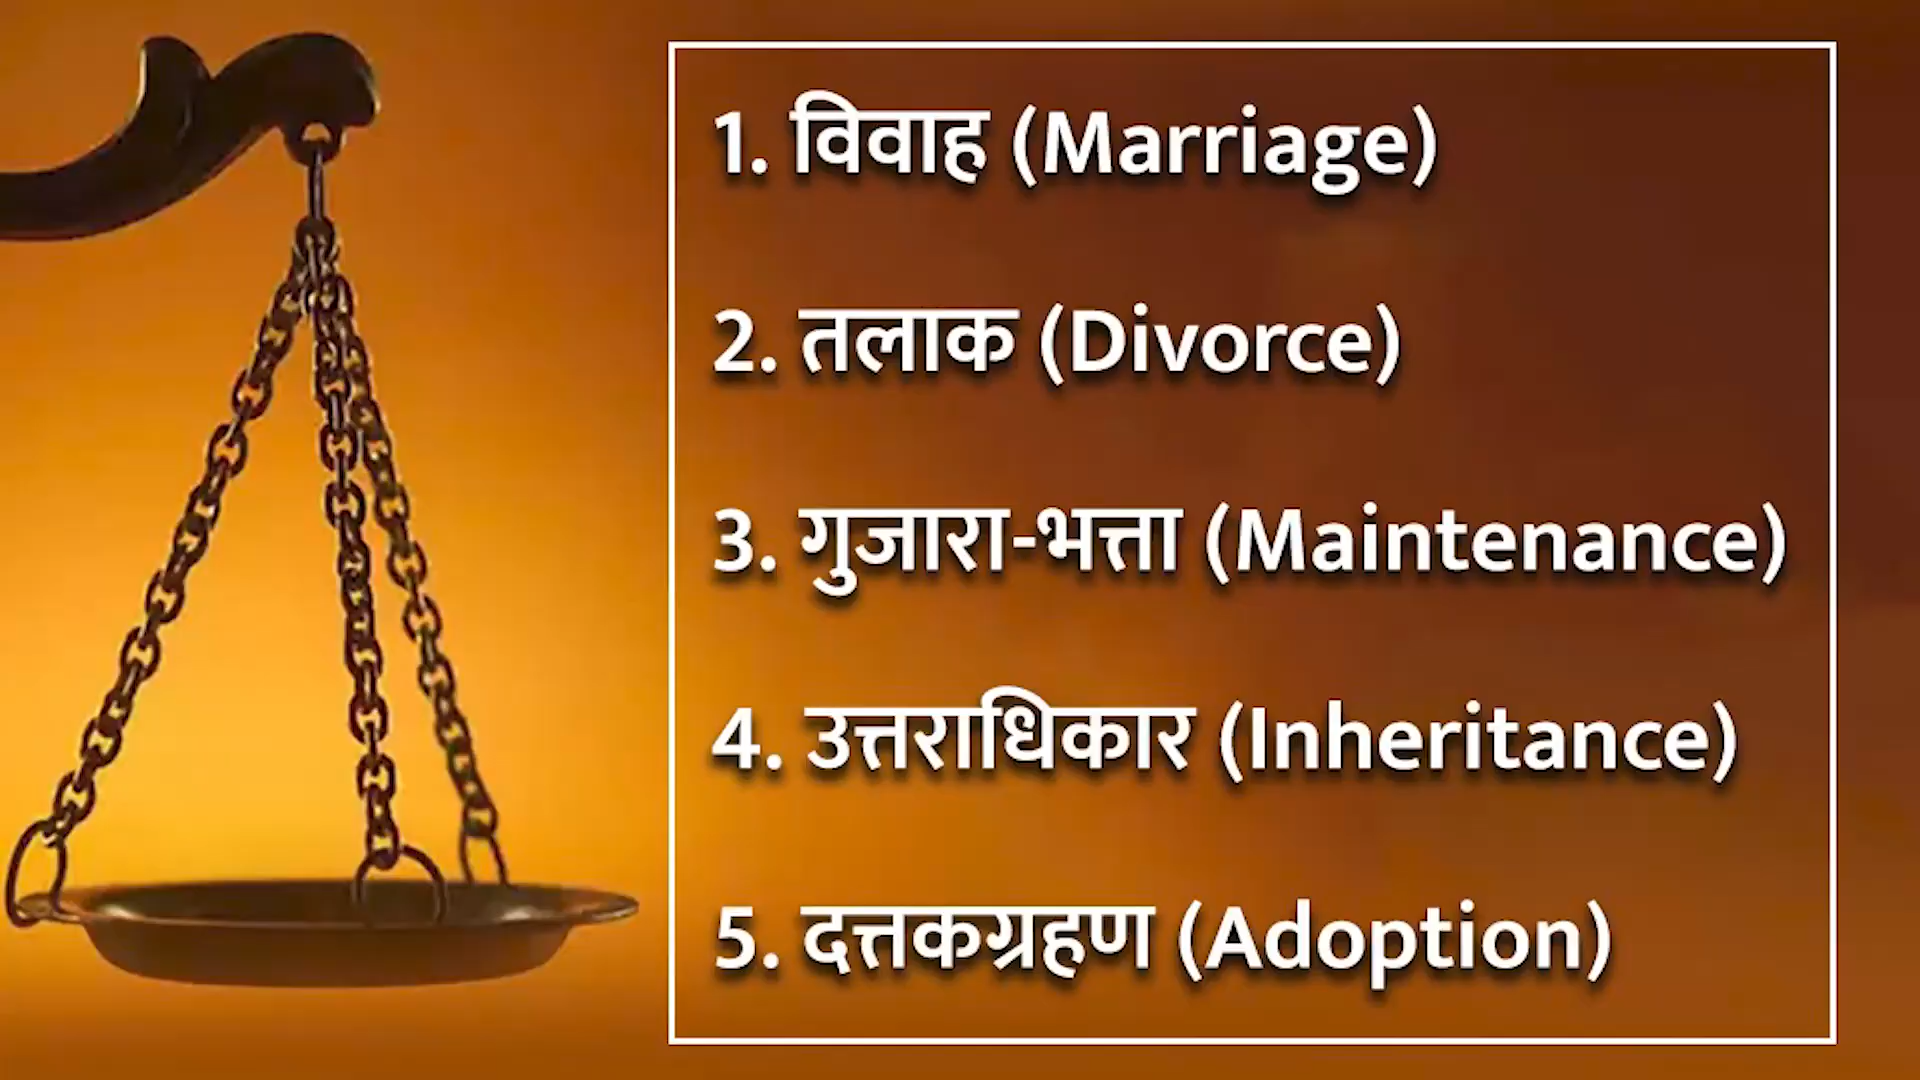 1. विवाह (Marriage)
2. तलाक (Divorce)
3. गुजारा-भत्ता (Maintenance)
4. उत्तराधिकार (Inheritance)
5. दत्तकग्रहण (Adoption)